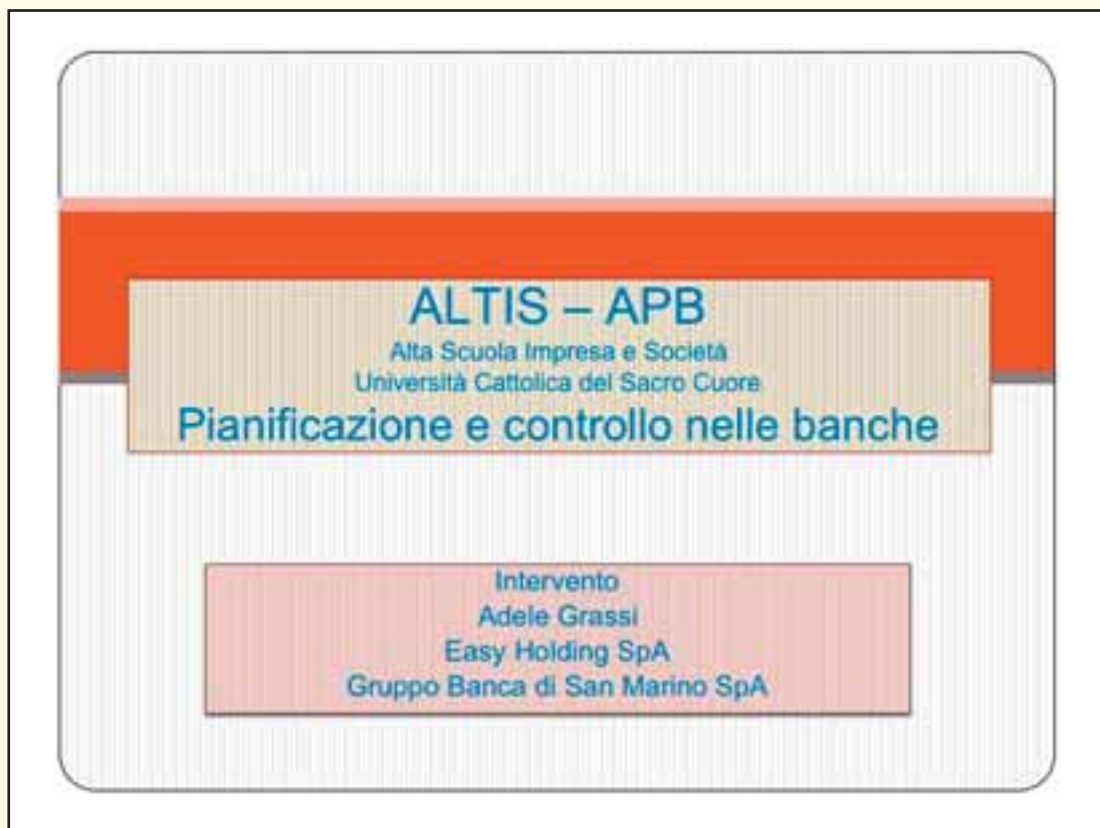 ALTIS – APB
Alta Scuola Impresa e Società
Università Cattolica del Sacro Cuore
Pianificazione e controllo nelle banche
Intervento
Adele Grassi
Easy Holding SpA
Gruppo Banca di San Marino SpA